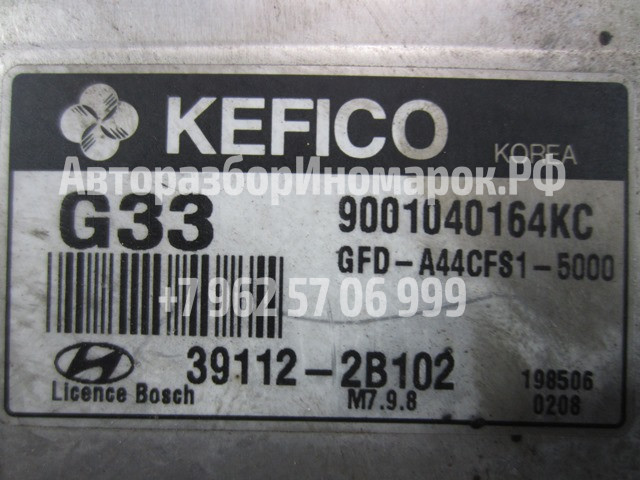 KEFICO
KOREA
АвторазборИномарок.РФ
G33
9001040164KC
GFD-A44CFS1-5000
+7 962 57 06 999
39112-2B102
198506
Licence Bosch
M7.9.8
0208